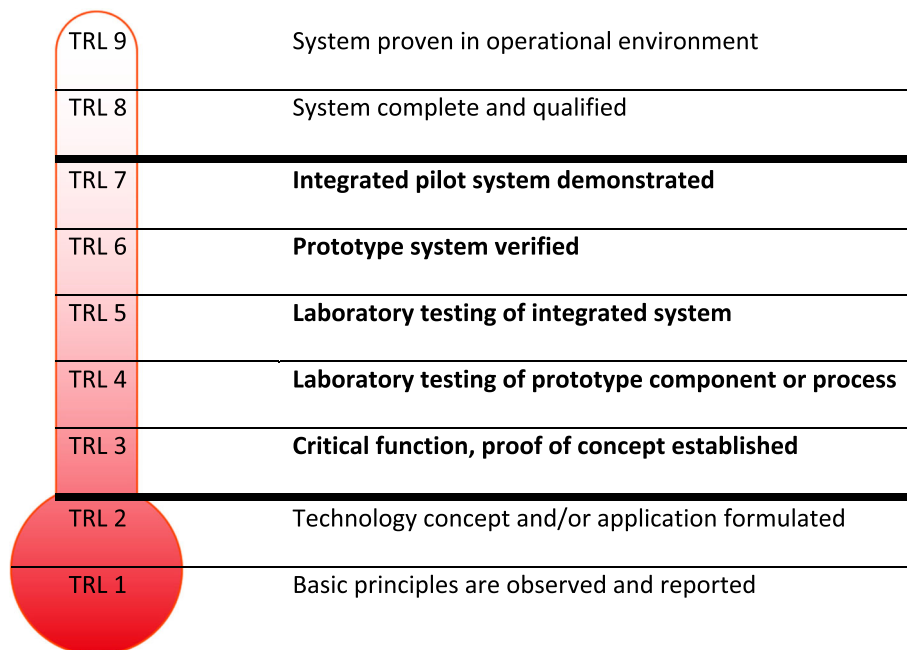 TRL 9 System proven in operational environment
TRL 8 System complete and qualified
TRL 7 Integrated pilot system demonstrated
TRL 6 Prototype system verified
TRL 5 Laboratory testing of integrated system
TRL 4 Laboratory testing of prototype component or process
TRL 3 Critical function, proof of concept established
TRL 2 Technology concept and/or application formulated
TRL 1 Basic principles are observed and reported